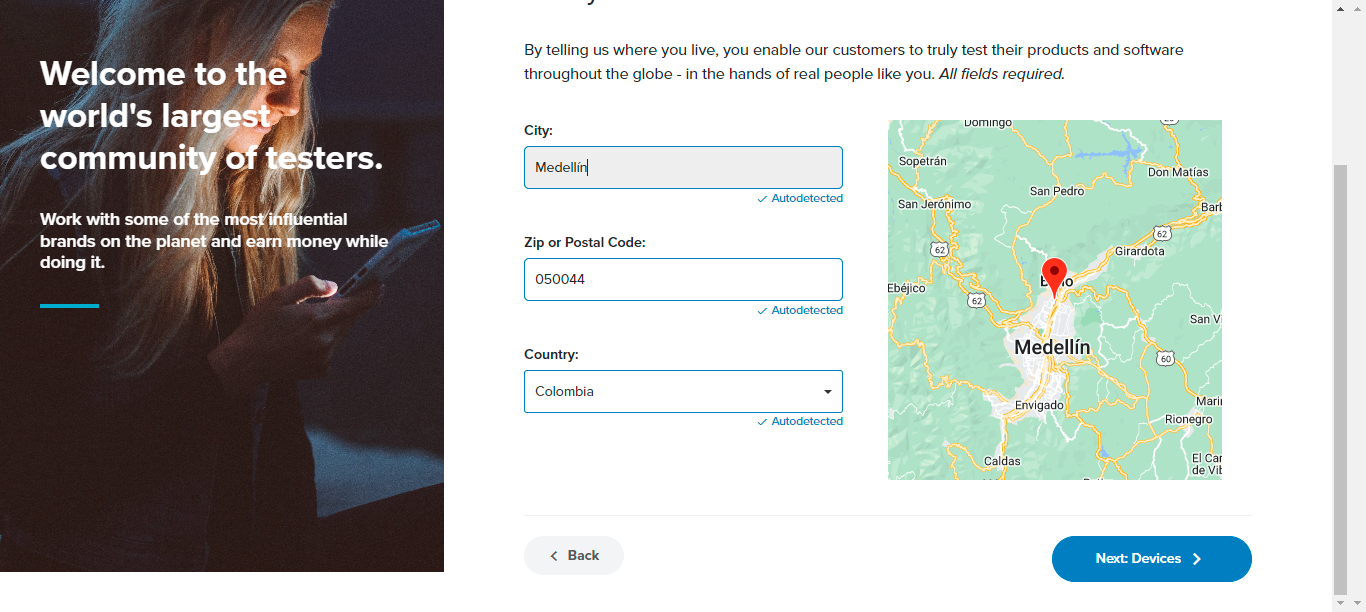 Welcome to the
world's largest
community of testers.
Work with some of the most influential
brands on the planet and earn money while
doing it.
By telling us where you live, you enable our customers to truly test their products and software
throughout the globe - in the hands of real people like you. All fields required.
City:
Medellín
Autodetected
Zip or Postal Code:
050044
Autodetected
Country:
Colombia
Autodetected
Domingo
Sopetrán
Don Matías
San Pedro
San Jerónimo
62
62
Girardota
Ebéjico
62
San V
Medellín
60
Envigado
Marin
Rionegro
Caldas
El Car
de Vib
Back
Next: Devices